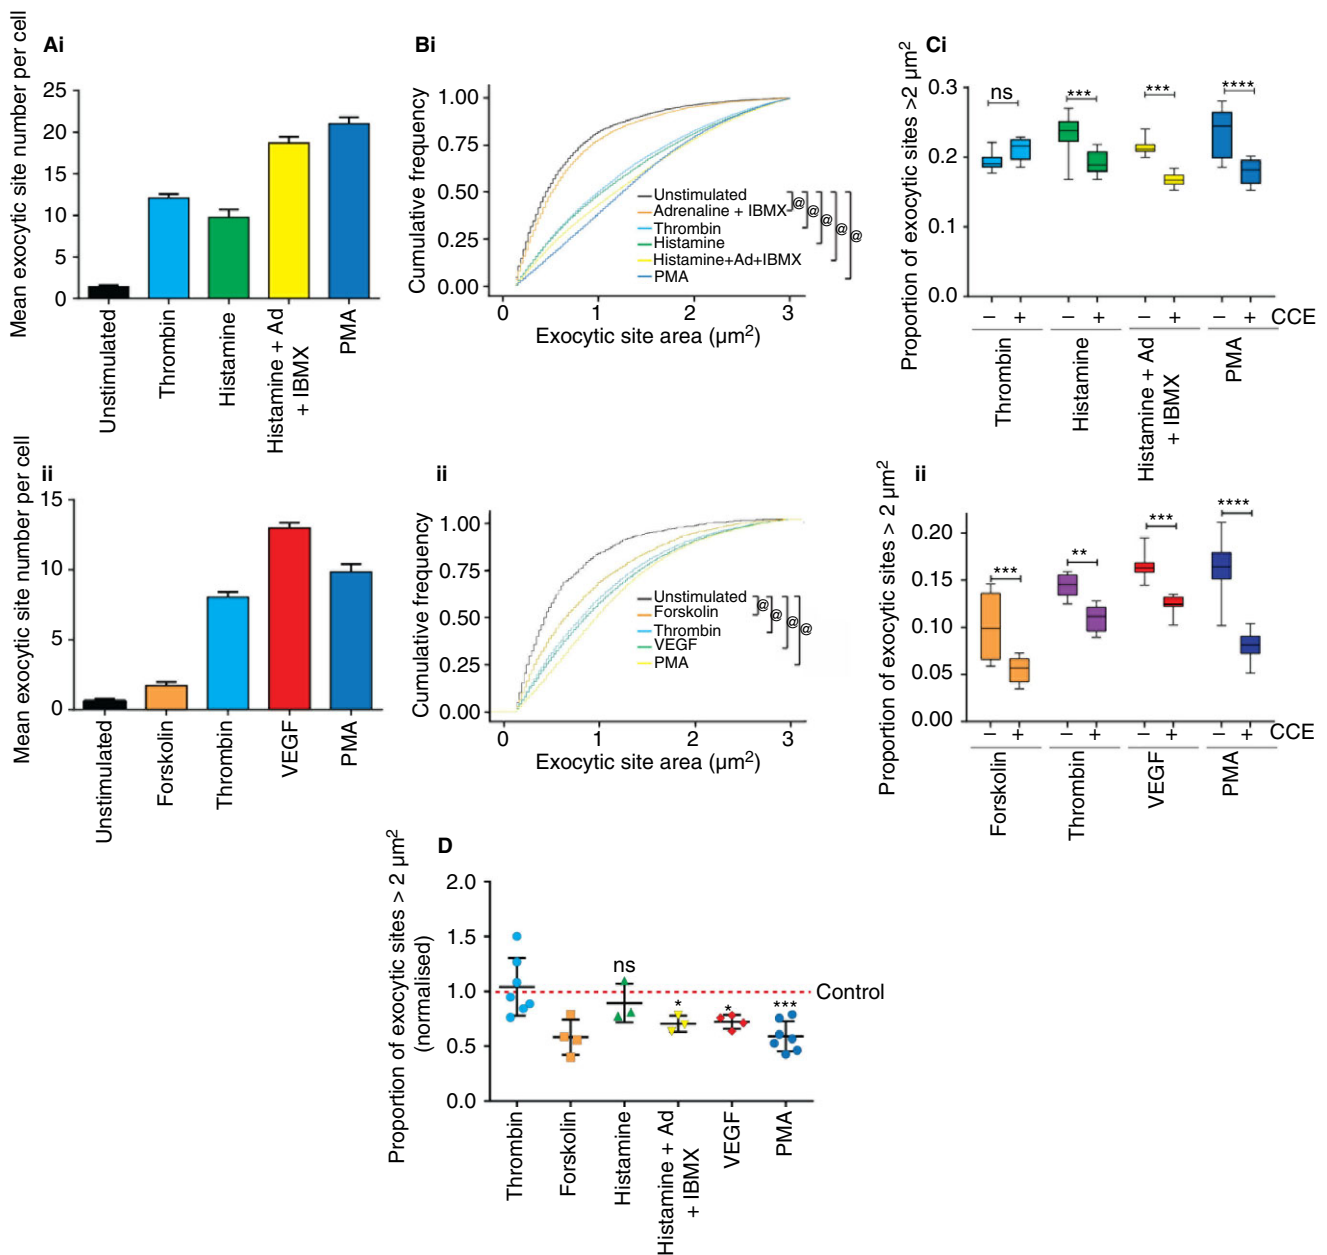 Ai
Mean exocytic site number per cell
25
20
15
10
5
0
Unstimulated
Thrombin
Histamine
Histamine + Ad
+ IBMX
PMA
Bi
Cumulative frequency
1.00
0.75
0.50
0.25
0.00
Unstimulated
Adrenaline + IBMX
Thrombin
Histamine
Histamine+Ad+IBMX
PMA
@
@
@
@
@
0 1 2 3
Exocytic site area (µm²)
Ci
Proportion of exocytic sites >2 µm²
0.3
0.2
0.1
0.0
ns
***
***
****
– + – + – + – + CCE
Thrombin
Histamine
Histamine + Ad
+ IBMX
PMA
ii
Mean exocytic site number per cell
15
10
5
0
Unstimulated
Forskolin
Thrombin
VEGF
PMA
ii
Cumulative frequency
1.00
0.75
0.50
0.25
0.00
Unstimulated
Forskolin
Thrombin
VEGF
PMA
@
@
@
@
0 1 2 3
Exocytic site area (µm²)
ii
Proportion of exocytic sites > 2 µm²
0.20
0.15
0.10
0.05
0.00
***
**
***
****
– + – + – + – + CCE
Forskolin
Thrombin
VEGF
PMA
D
Proportion of exocytic sites > 2 µm²
(normalised)
2.0
1.5
1.0
0.5
0.0
ns
*
*
***
Control
Thrombin
Forskolin
Histamine
Histamine + Ad
+ IBMX
VEGF
PMA